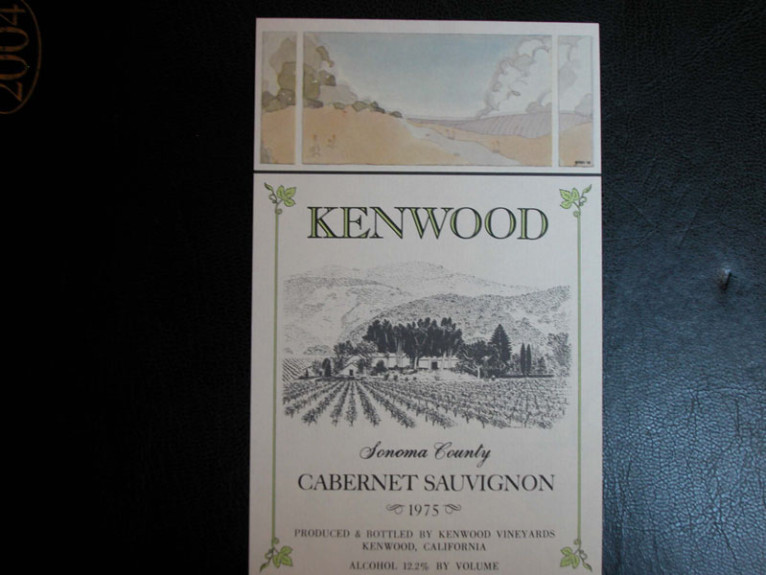 2004
KENWOOD
Sonoma County
CABERNET SAUVIGNON
1975
PRODUCED & BOTTLED BY KENWOOD VINEYARDS
KENWOOD, CALIFORNIA
ALCOHOL 12.2% BY VOLUME